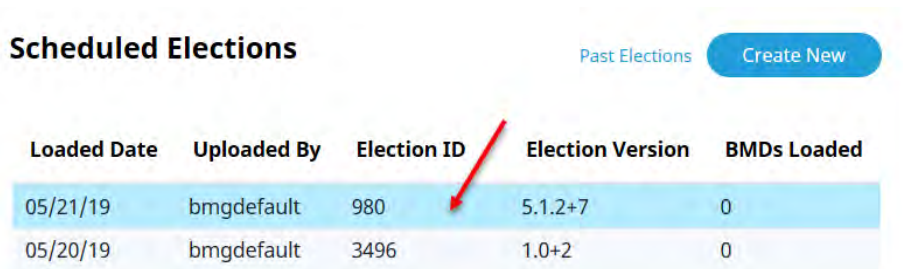 Scheduled Elections Past Elections Create New
Loaded Date Uploaded By Election ID Election Version BMDs Loaded
05/21/19 bmgdefault 980 5.1.2+7 0
05/20/19 bmgdefault 3496 1.0+2 0